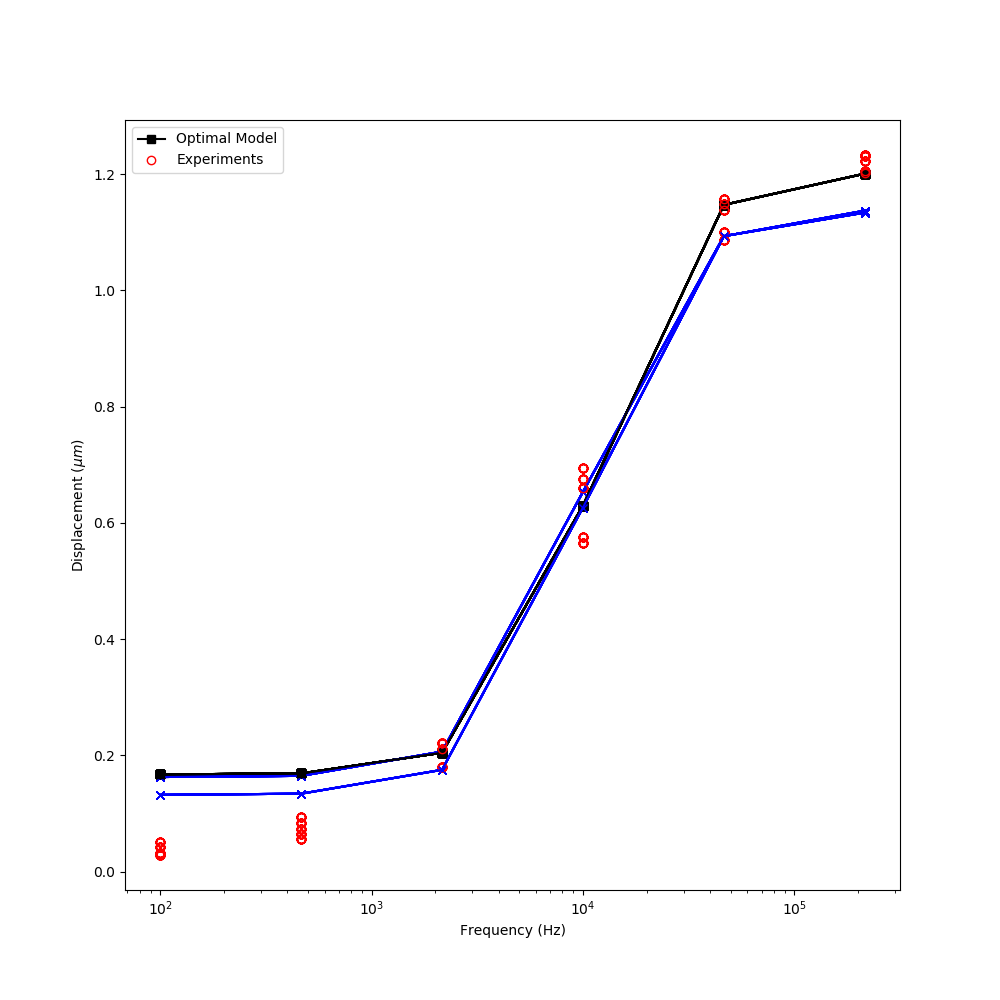 Optimal Model
Experiments
1.2
1.0
0.8
0.6
0.4
0.2
0.0
Displacement (μm)
10²
10³
10⁴
10⁵
Frequency (Hz)